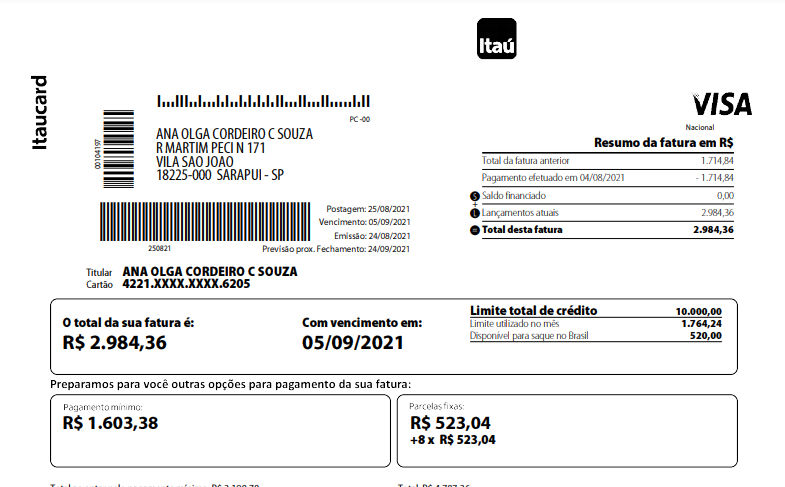 Itaú
Itaucard
00104197
PC -00
ANA OLGA CORDEIRO C SOUZA
R MARTIM PECI N 171
VILA SAO JOAO
18225-000 SARAPUI - SP
VISA
Nacional
Resumo da fatura em R$
Total da fatura anterior 1.714,84
Pagamento efetuado em 04/08/2021 - 1.714,84
S Saldo financiado 0,00
+
L Lançamentos atuais 2.984,36
= Total desta fatura 2.984,36
250821
Postagem: 25/08/2021
Vencimento: 05/09/2021
Emissão: 24/08/2021
Previsão prox. Fechamento: 24/09/2021
Titular ANA OLGA CORDEIRO C SOUZA
Cartão 4221.XXXX.XXXX.6205
O total da sua fatura é:
R$ 2.984,36
Com vencimento em:
05/09/2021
Limite total de crédito 10.000,00
Limite utilizado no mês 1.764,24
Disponível para saque no Brasil 520,00
Preparamos para você outras opções para pagamento da sua fatura:
Pagamento mínimo:
R$ 1.603,38
Parcelas fixas:
R$ 523,04
+8 x R$ 523,04